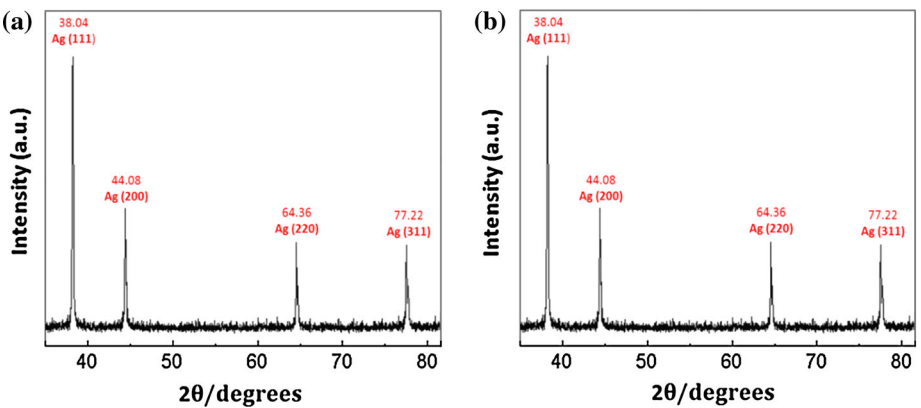 (a)
38.04
Ag (111)
44.08
Ag (200)
64.36
Ag (220)
77.22
Ag (311)
Intensity (a.u.)
40 50 60 70 80
2θ/degrees
(b)
38.04
Ag (111)
44.08
Ag (200)
64.36
Ag (220)
77.22
Ag (311)
Intensity (a.u.)
40 50 60 70 80
2θ/degrees